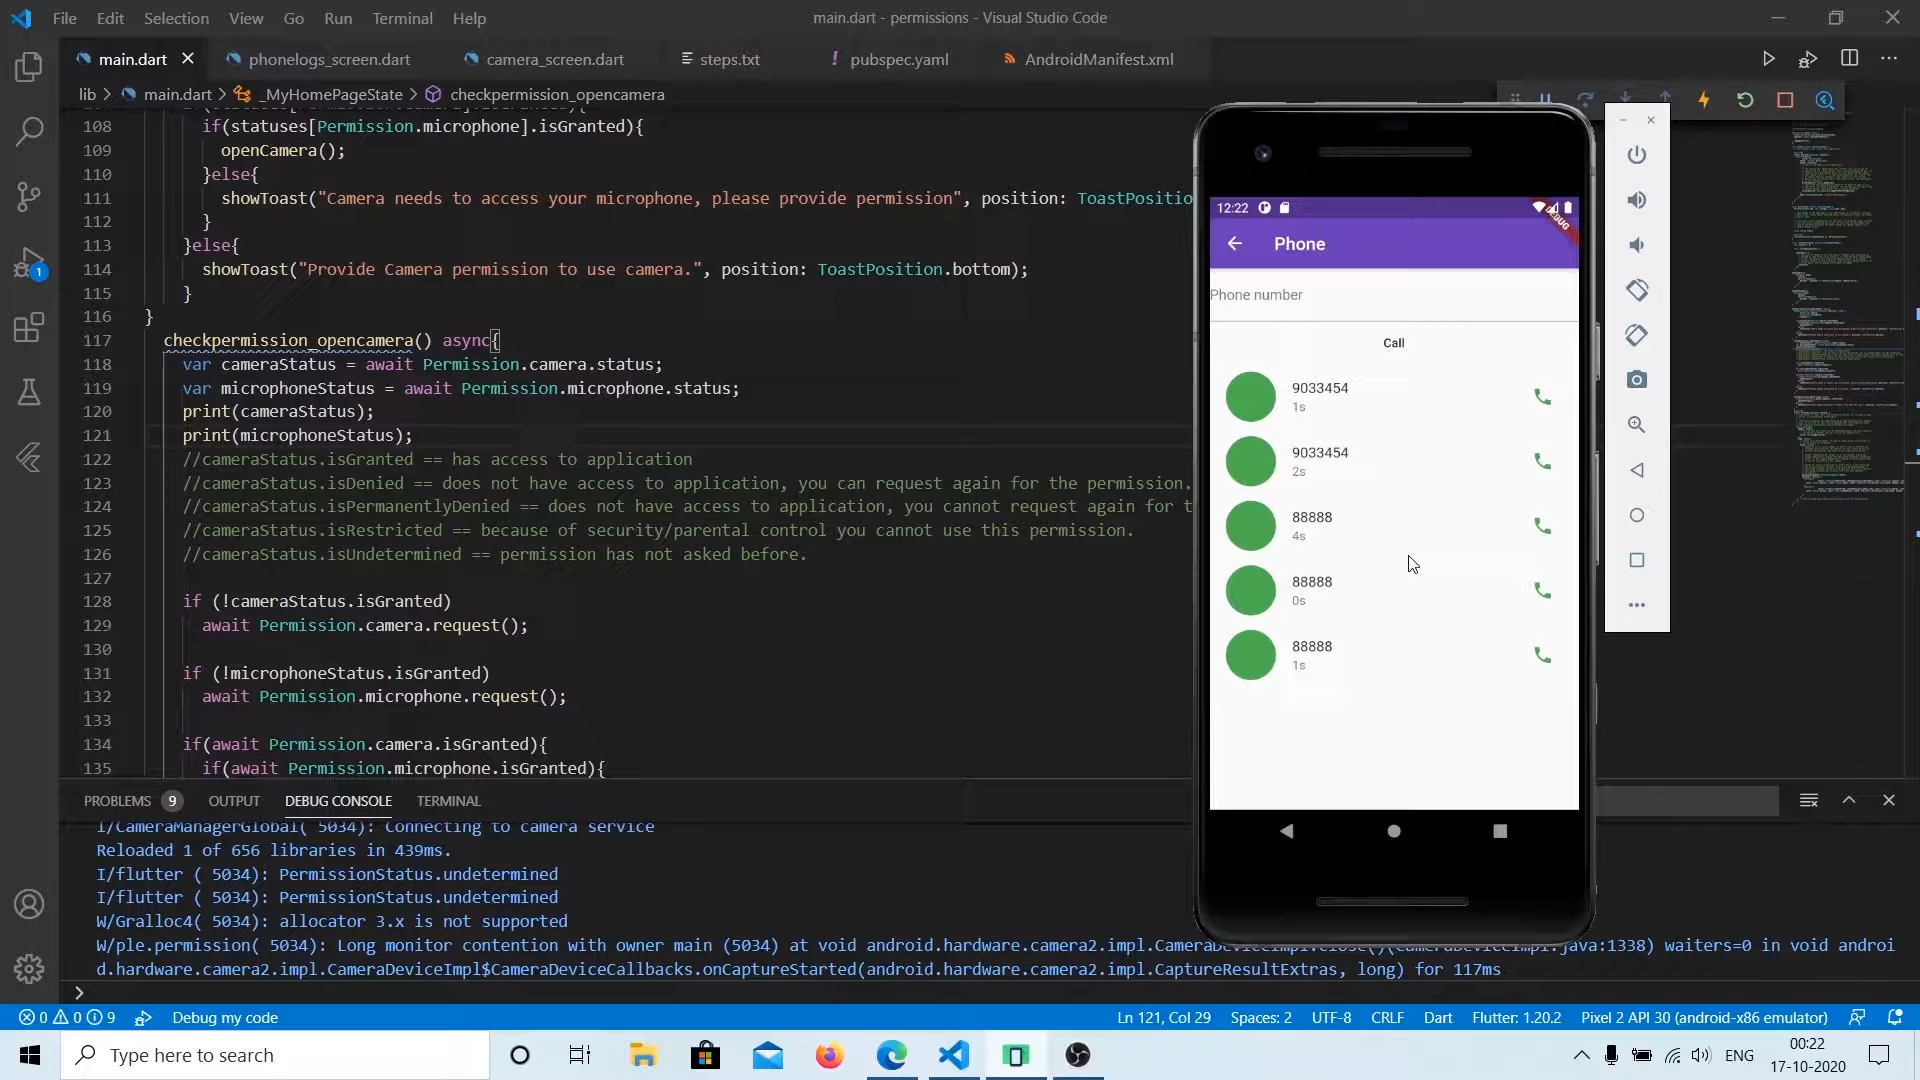 File Edit Selection View Go Run Terminal Help
main.dart - permissions - Visual Studio Code
main.dart phonelogs_screen.dart camera_screen.dart steps.txt pubspec.yaml AndroidManifest.xml
lib > main.dart > _MyHomePageState > checkpermission_opencamera
108 if(statuses[Permission.microphone].isGranted){
109 openCamera();
110 }else{
111 showToast("Camera needs to access your microphone, please provide permission", position: ToastPositio
112 }
113 }else{
114 showToast("Provide Camera permission to use camera.", position: ToastPosition.bottom);
115 }
116 }
117 checkpermission_opencamera() async{
118 var cameraStatus = await Permission.camera.status;
119 var microphoneStatus = await Permission.microphone.status;
120 print(cameraStatus);
121 print(microphoneStatus);
122 //cameraStatus.isGranted == has access to application
123 //cameraStatus.isDenied == does not have access to application, you can request again for the permission.
124 //cameraStatus.isPermanentlyDenied == does not have access to application, you cannot request again for t
125 //cameraStatus.isRestricted == because of security/parental control you cannot use this permission.
126 //cameraStatus.isUndetermined == permission has not asked before.
127
128 if (!cameraStatus.isGranted)
129 await Permission.camera.request();
130
131 if (!microphoneStatus.isGranted)
132 await Permission.microphone.request();
133
134 if(await Permission.camera.isGranted){
135 if(await Permission.microphone.isGranted){
12:22
DEBUG
Phone
Phone number
Call
9033454
1s
9033454
2s
88888
4s
88888
0s
88888
1s
1
PROBLEMS 9 OUTPUT DEBUG CONSOLE TERMINAL
I/CameraManagerGlobal( 5034): Connecting to camera service
Reloaded 1 of 656 libraries in 439ms.
I/flutter ( 5034): PermissionStatus.undetermined
I/flutter ( 5034): PermissionStatus.undetermined
W/Gralloc4( 5034): allocator 3.x is not supported
W/ple.permission( 5034): Long monitor contention with owner main (5034) at void android.hardware.camera2.impl.CameraDeviceImpl.close()(CameraDeviceImpl.java:1338) waiters=0 in void androi
d.hardware.camera2.impl.CameraDeviceImpl$CameraDeviceCallbacks.onCaptureStarted(android.hardware.camera2.impl.CaptureResultExtras, long) for 117ms
>
0 0 9 Debug my code Ln 121, Col 29 Spaces: 2 UTF-8 CRLF Dart Flutter: 1.20.2 Pixel 2 API 30 (android-x86 emulator)
Type here to search
ENG
00:22
17-10-2020